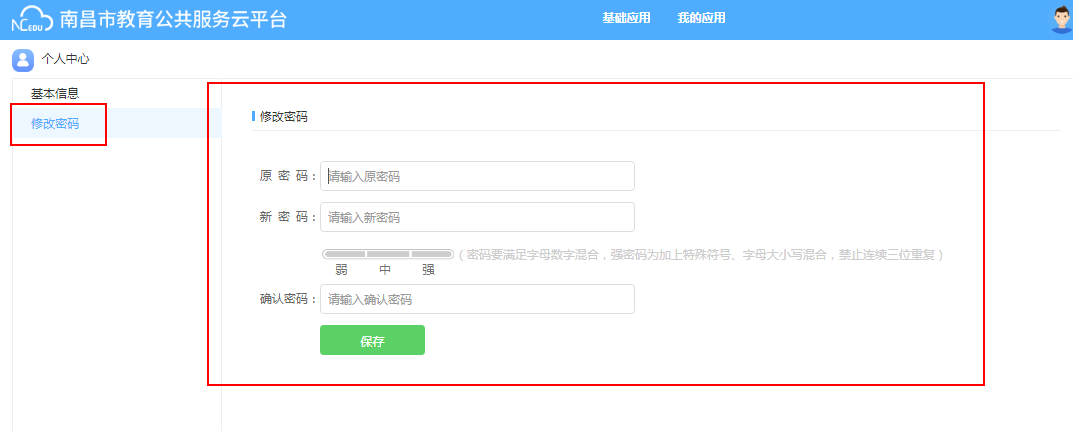 NCEDU 南昌市教育公共服务云平台 基础应用 我的应用
个人中心
基本信息
修改密码
修改密码
原 密 码：请输入原密码
新 密 码：请输入新密码
（密码要满足字母数字混合，强密码为加上特殊符号、字母大小写混合，禁止连续三位重复）
弱 中 强
确认密码：请输入确认密码
保存